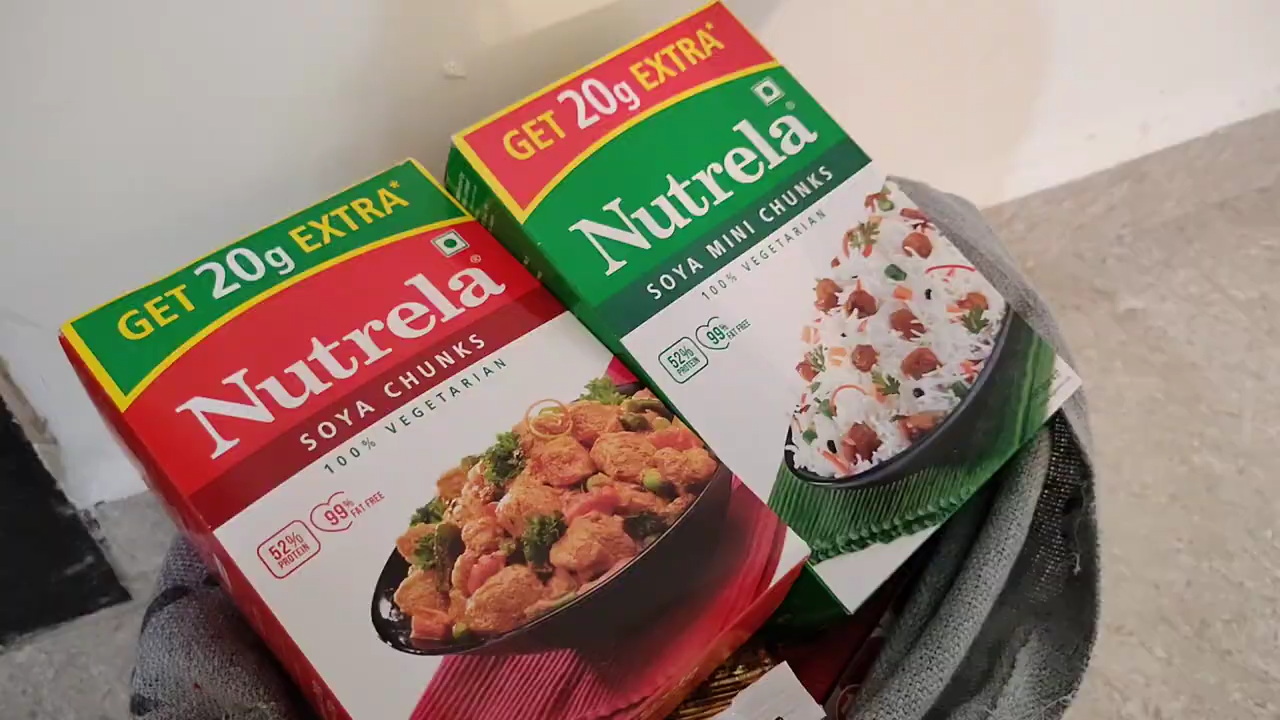 GET 20g EXTRA*
Nutrela®
SOYA CHUNKS
100% VEGETARIAN
52%
PROTEIN
99%
FAT FREE
GET 20g EXTRA*
Nutrela®
SOYA MINI CHUNKS
100% VEGETARIAN
52%
PROTEIN
99%
FAT FREE